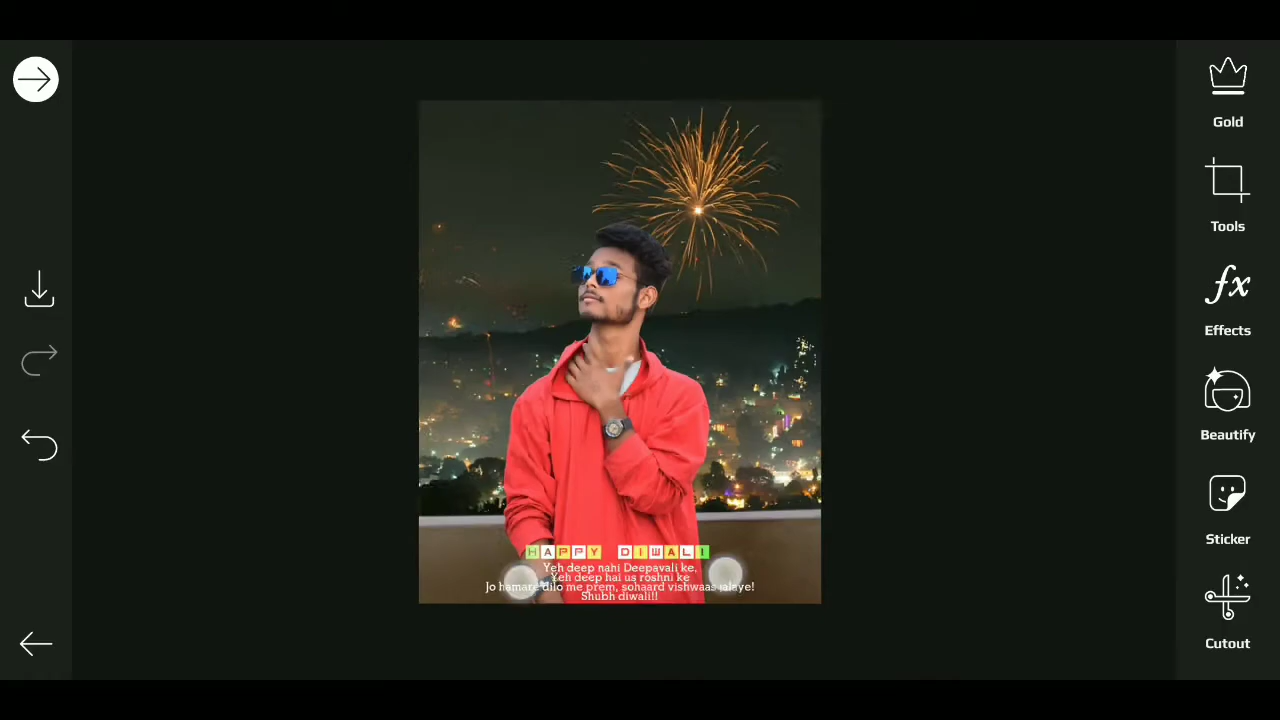 Gold
Tools
fx
Effects
Beautify
Sticker
Cutout
HAPPY DIWALI
Yeh deep nahi Deepavali ke,
Yeh deep hai us roshni ke
Jo hamare dilo me prem, sohaard vishwaas jalaye!
Shubh diwali!!